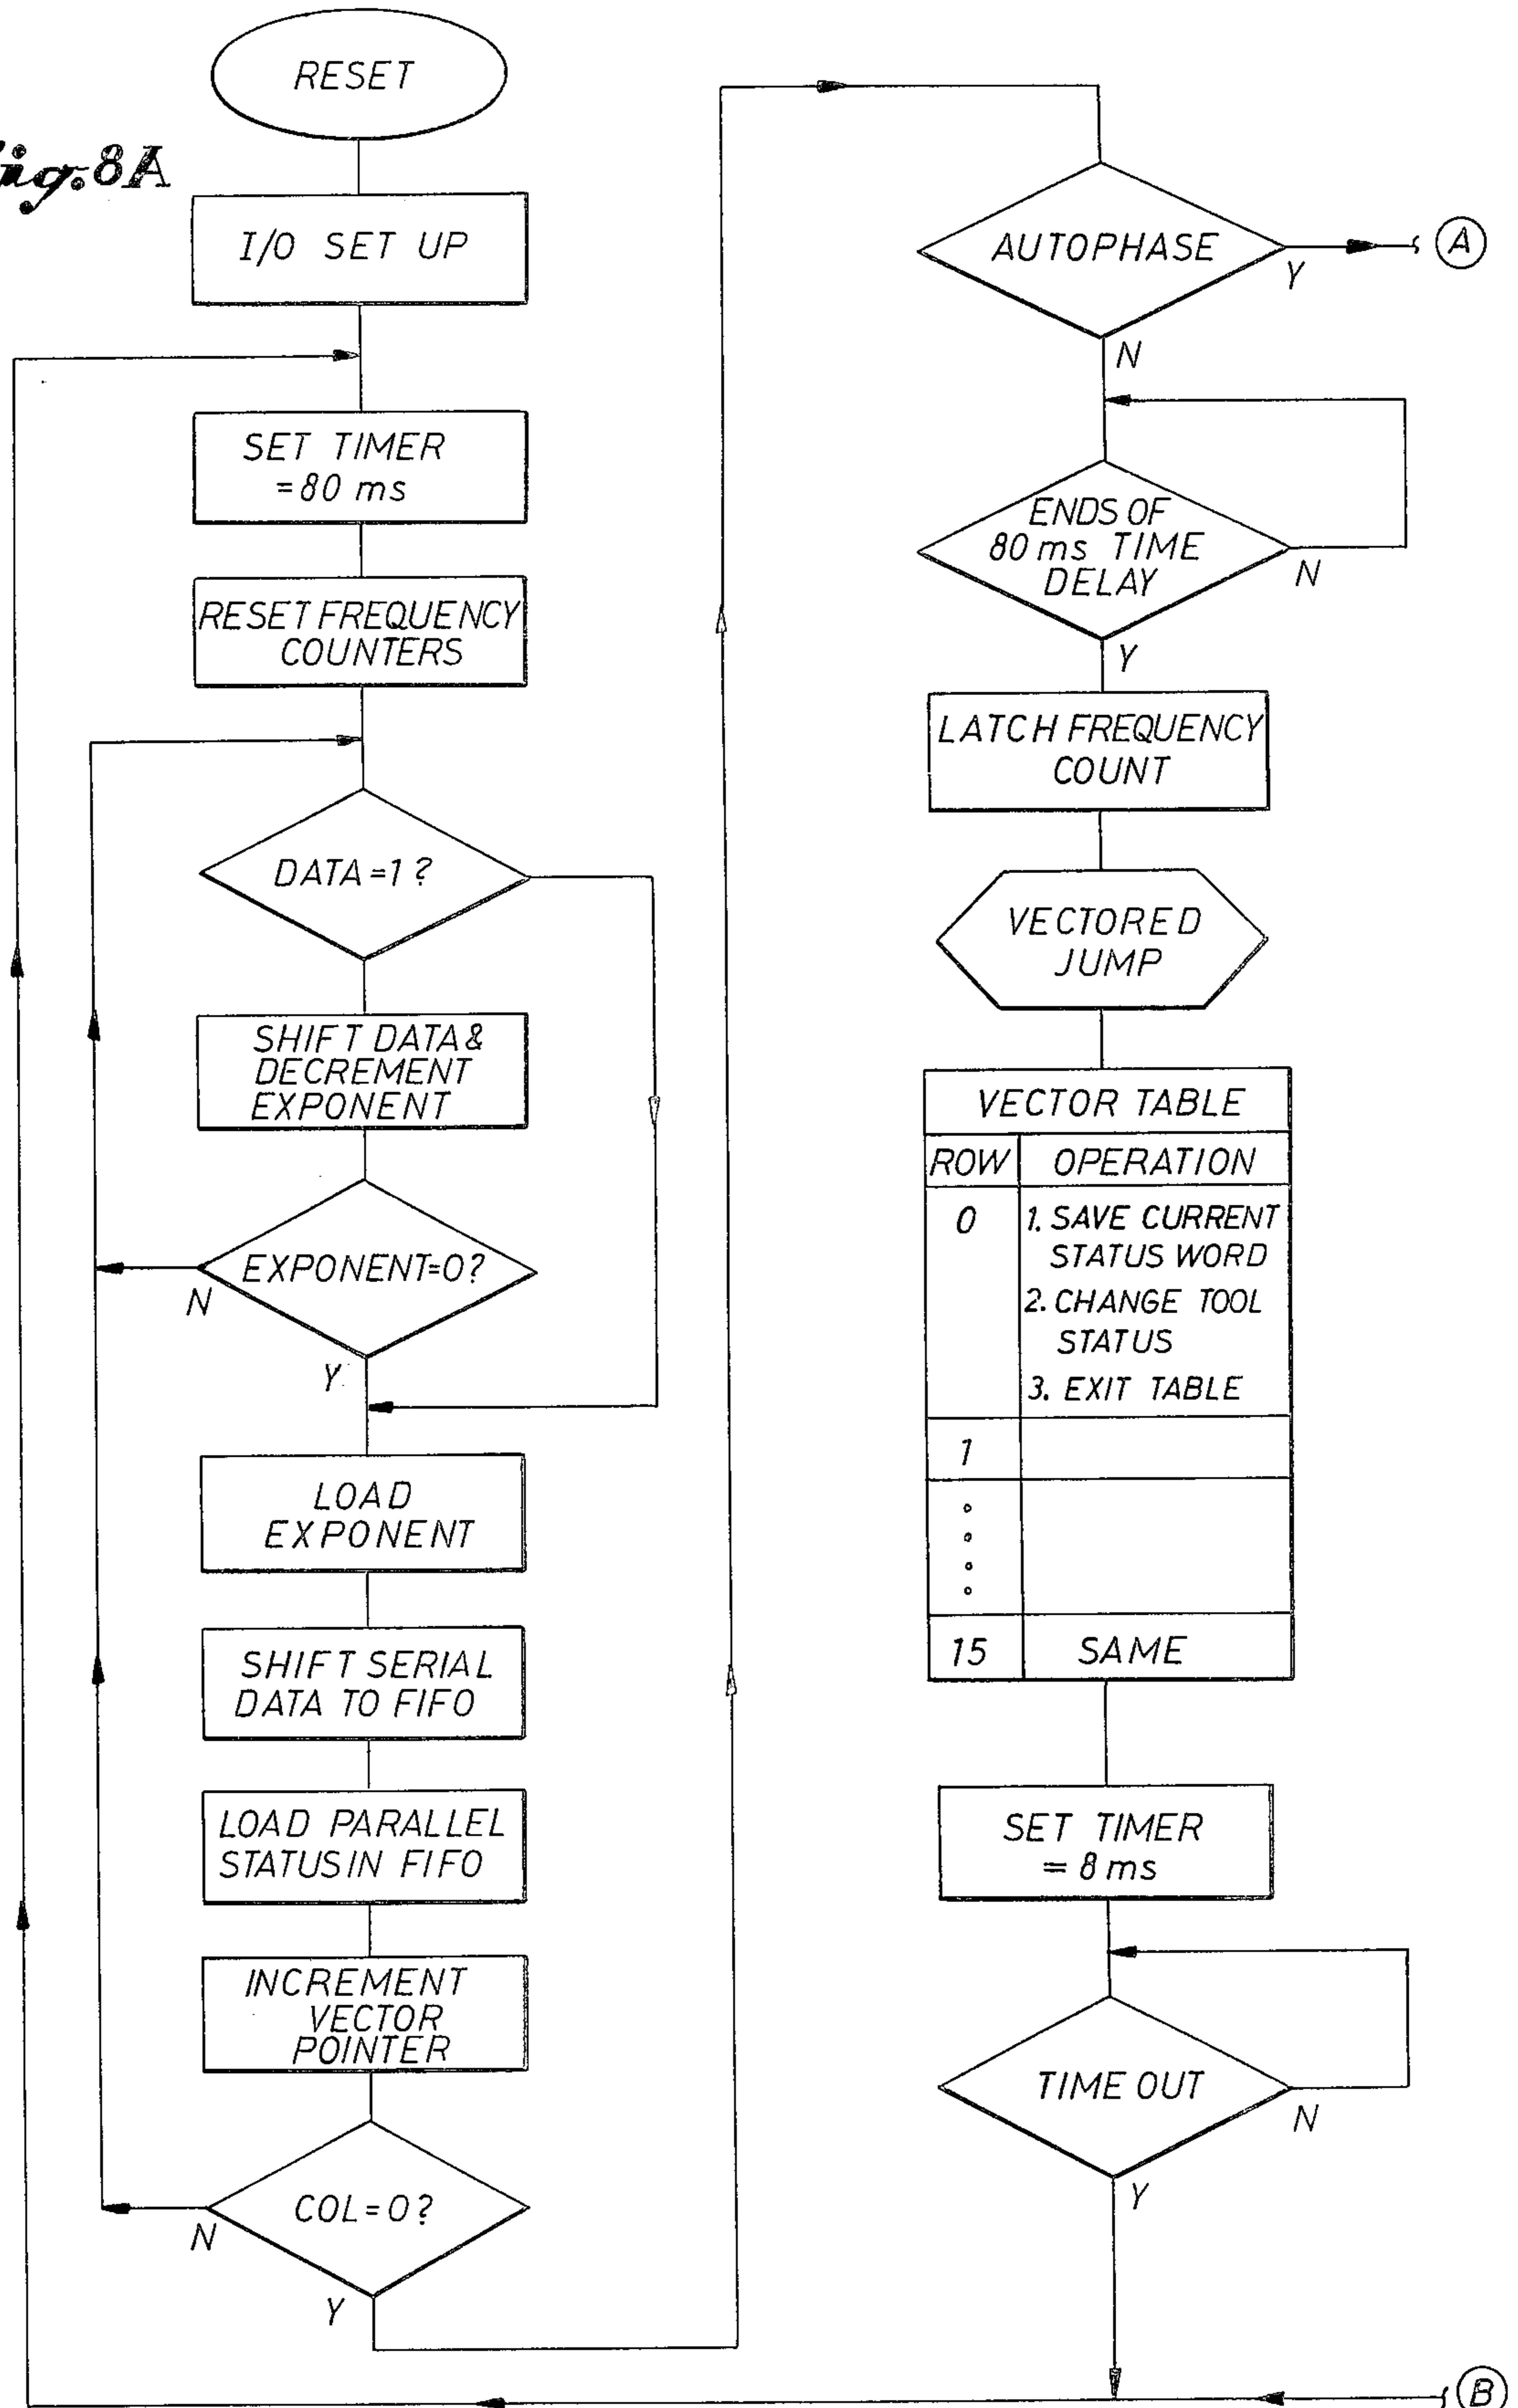 RESET
Fig. 8A
I/O SET UP
SET TIMER
= 80 ms
RESET FREQUENCY
COUNTERS
DATA = 1 ?
SHIFT DATA &
DECREMENT
EXPONENT
EXPONENT=0?
N
Y
LOAD
EXPONENT
SHIFT SERIAL
DATA TO FIFO
LOAD PARALLEL
STATUS IN FIFO
INCREMENT
VECTOR
POINTER
COL = 0 ?
N
Y
AUTOPHASE
Y
A
N
ENDS OF
80 ms TIME
DELAY
N
Y
LATCH FREQUENCY
COUNT
VECTORED
JUMP
VECTOR TABLE
ROW OPERATION
0 1. SAVE CURRENT
STATUS WORD
2. CHANGE TOOL
STATUS
3. EXIT TABLE
1
15 SAME
SET TIMER
= 8 ms
TIME OUT
N
Y
B